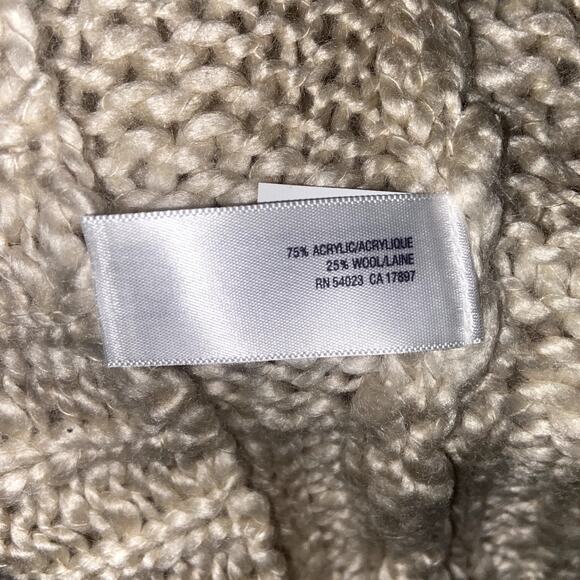 75% ACRYLIC/ACRYLIQUE
25% WOOL/LAINE
RN 54023 CA 17897